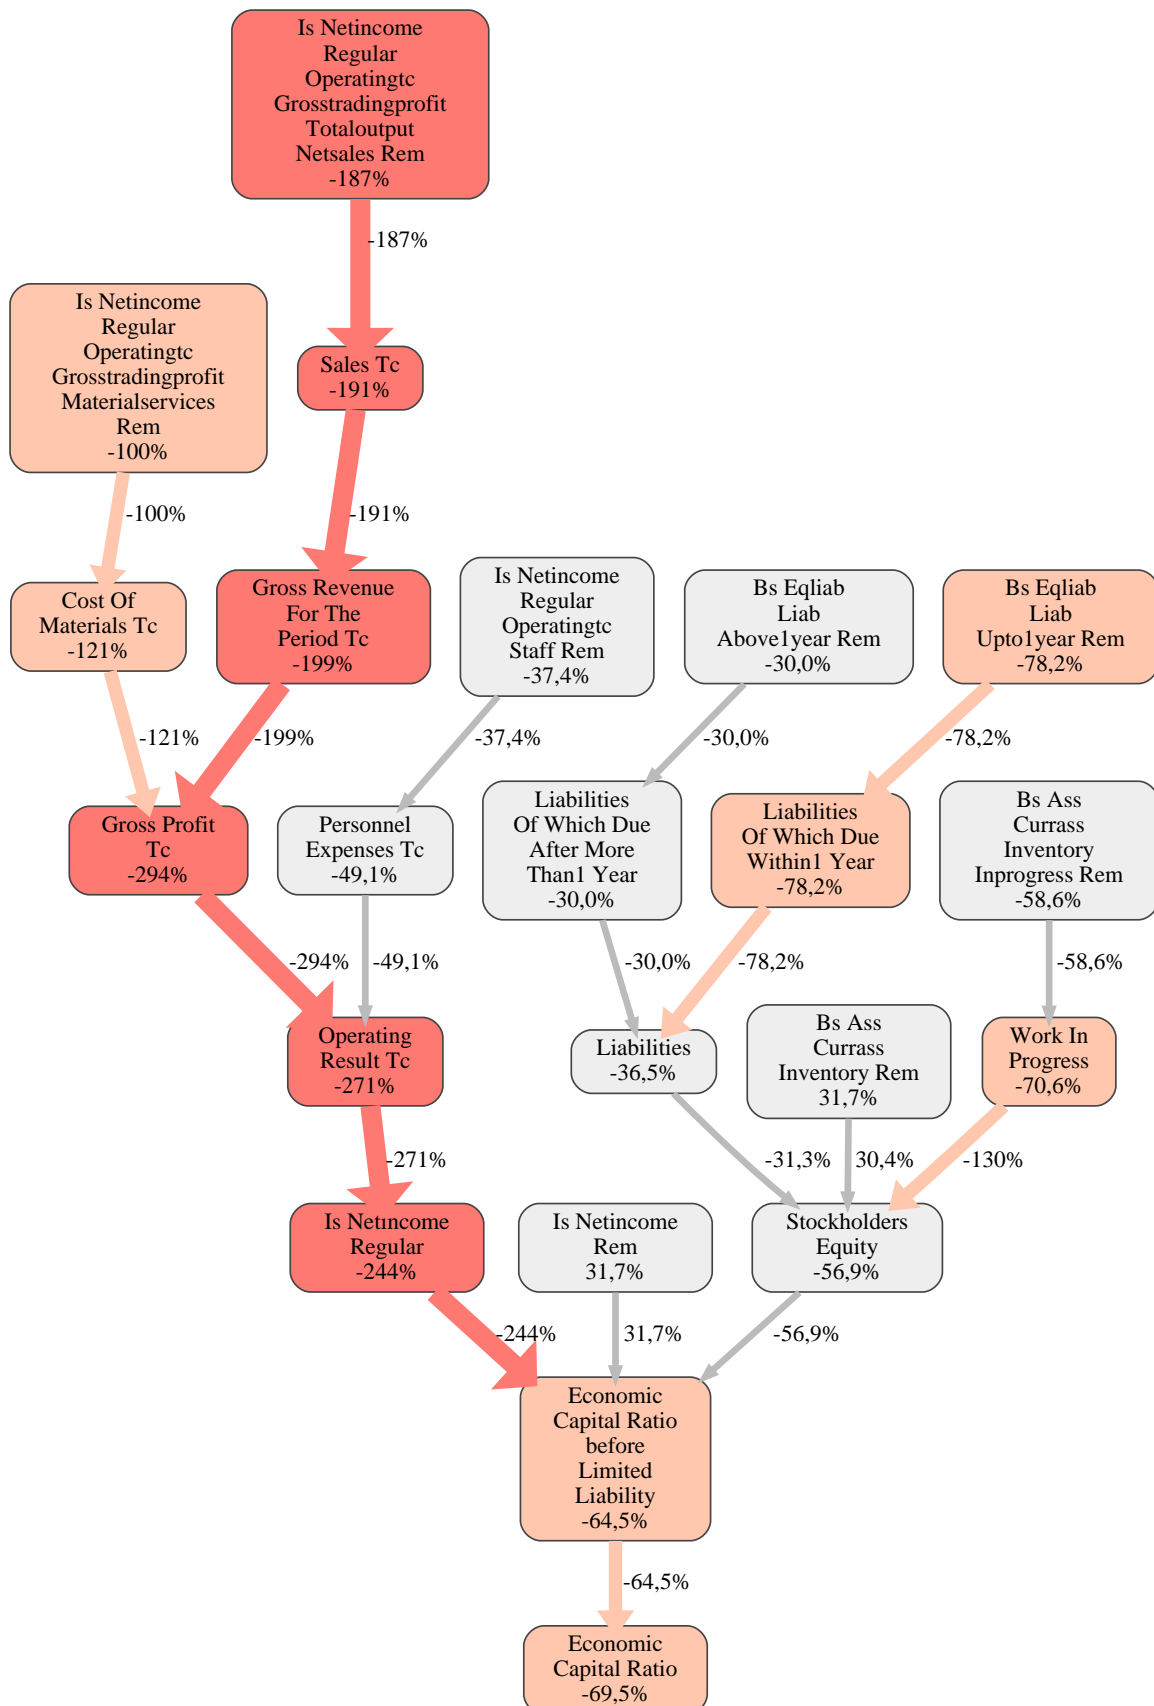 Is Netincome
Regular
Operatingtc
Grosstradingprofit
Totaloutput
Netsales Rem
-187%
-187%
Is Netincome
Regular
Operatingtc
Grosstradingprofit
Materialservices
Rem
-100%
Sales Tc
-191%
-100%
-191%
Cost Of
Materials Tc
-121%
Gross Revenue
For The
Period Tc
-199%
Is Netincome
Regular
Operatingtc
Staff Rem
-37,4%
Bs Eqliab
Liab
Above1year Rem
-30,0%
Bs Eqliab
Liab
Upto1year Rem
-78,2%
-121%
-199%
-37,4%
-30,0%
-78,2%
Gross Profit
Tc
-294%
Personnel
Expenses Tc
-49,1%
Liabilities
Of Which Due
After More
Than1 Year
-30,0%
Liabilities
Of Which Due
Within1 Year
-78,2%
Bs Ass
Currass
Inventory
Inprogress Rem
-58,6%
-294%
-49,1%
-30,0%
-78,2%
-58,6%
Operating
Result Tc
-271%
Liabilities
-36,5%
Bs Ass
Currass
Inventory Rem
31,7%
Work In
Progress
-70,6%
-271%
-31,3%
30,4%
-130%
Is Netincome
Regular
-244%
Is Netincome
Rem
31,7%
Stockholders
Equity
-56,9%
-244%
31,7%
-56,9%
Economic
Capital Ratio
before
Limited
Liability
-64,5%
-64,5%
Economic
Capital Ratio
-69,5%